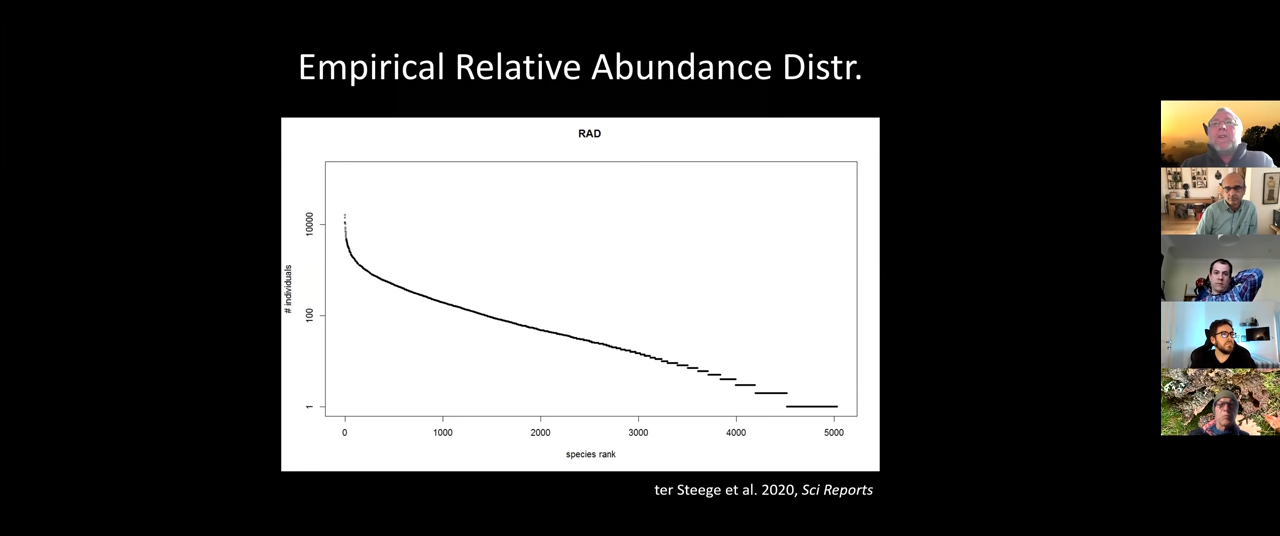 Empirical Relative Abundance Distr.
RAD
# individuals
10000
100
1
0 1000 2000 3000 4000 5000
species rank
ter Steege et al. 2020, Sci Reports